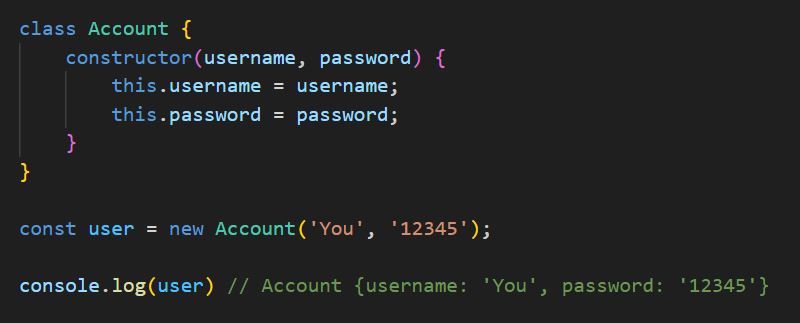 class Account {
    constructor(username, password) {
        this.username = username;
        this.password = password;
    }
}
const user = new Account('You', '12345');
console.log(user) // Account {username: 'You', password: '12345'}